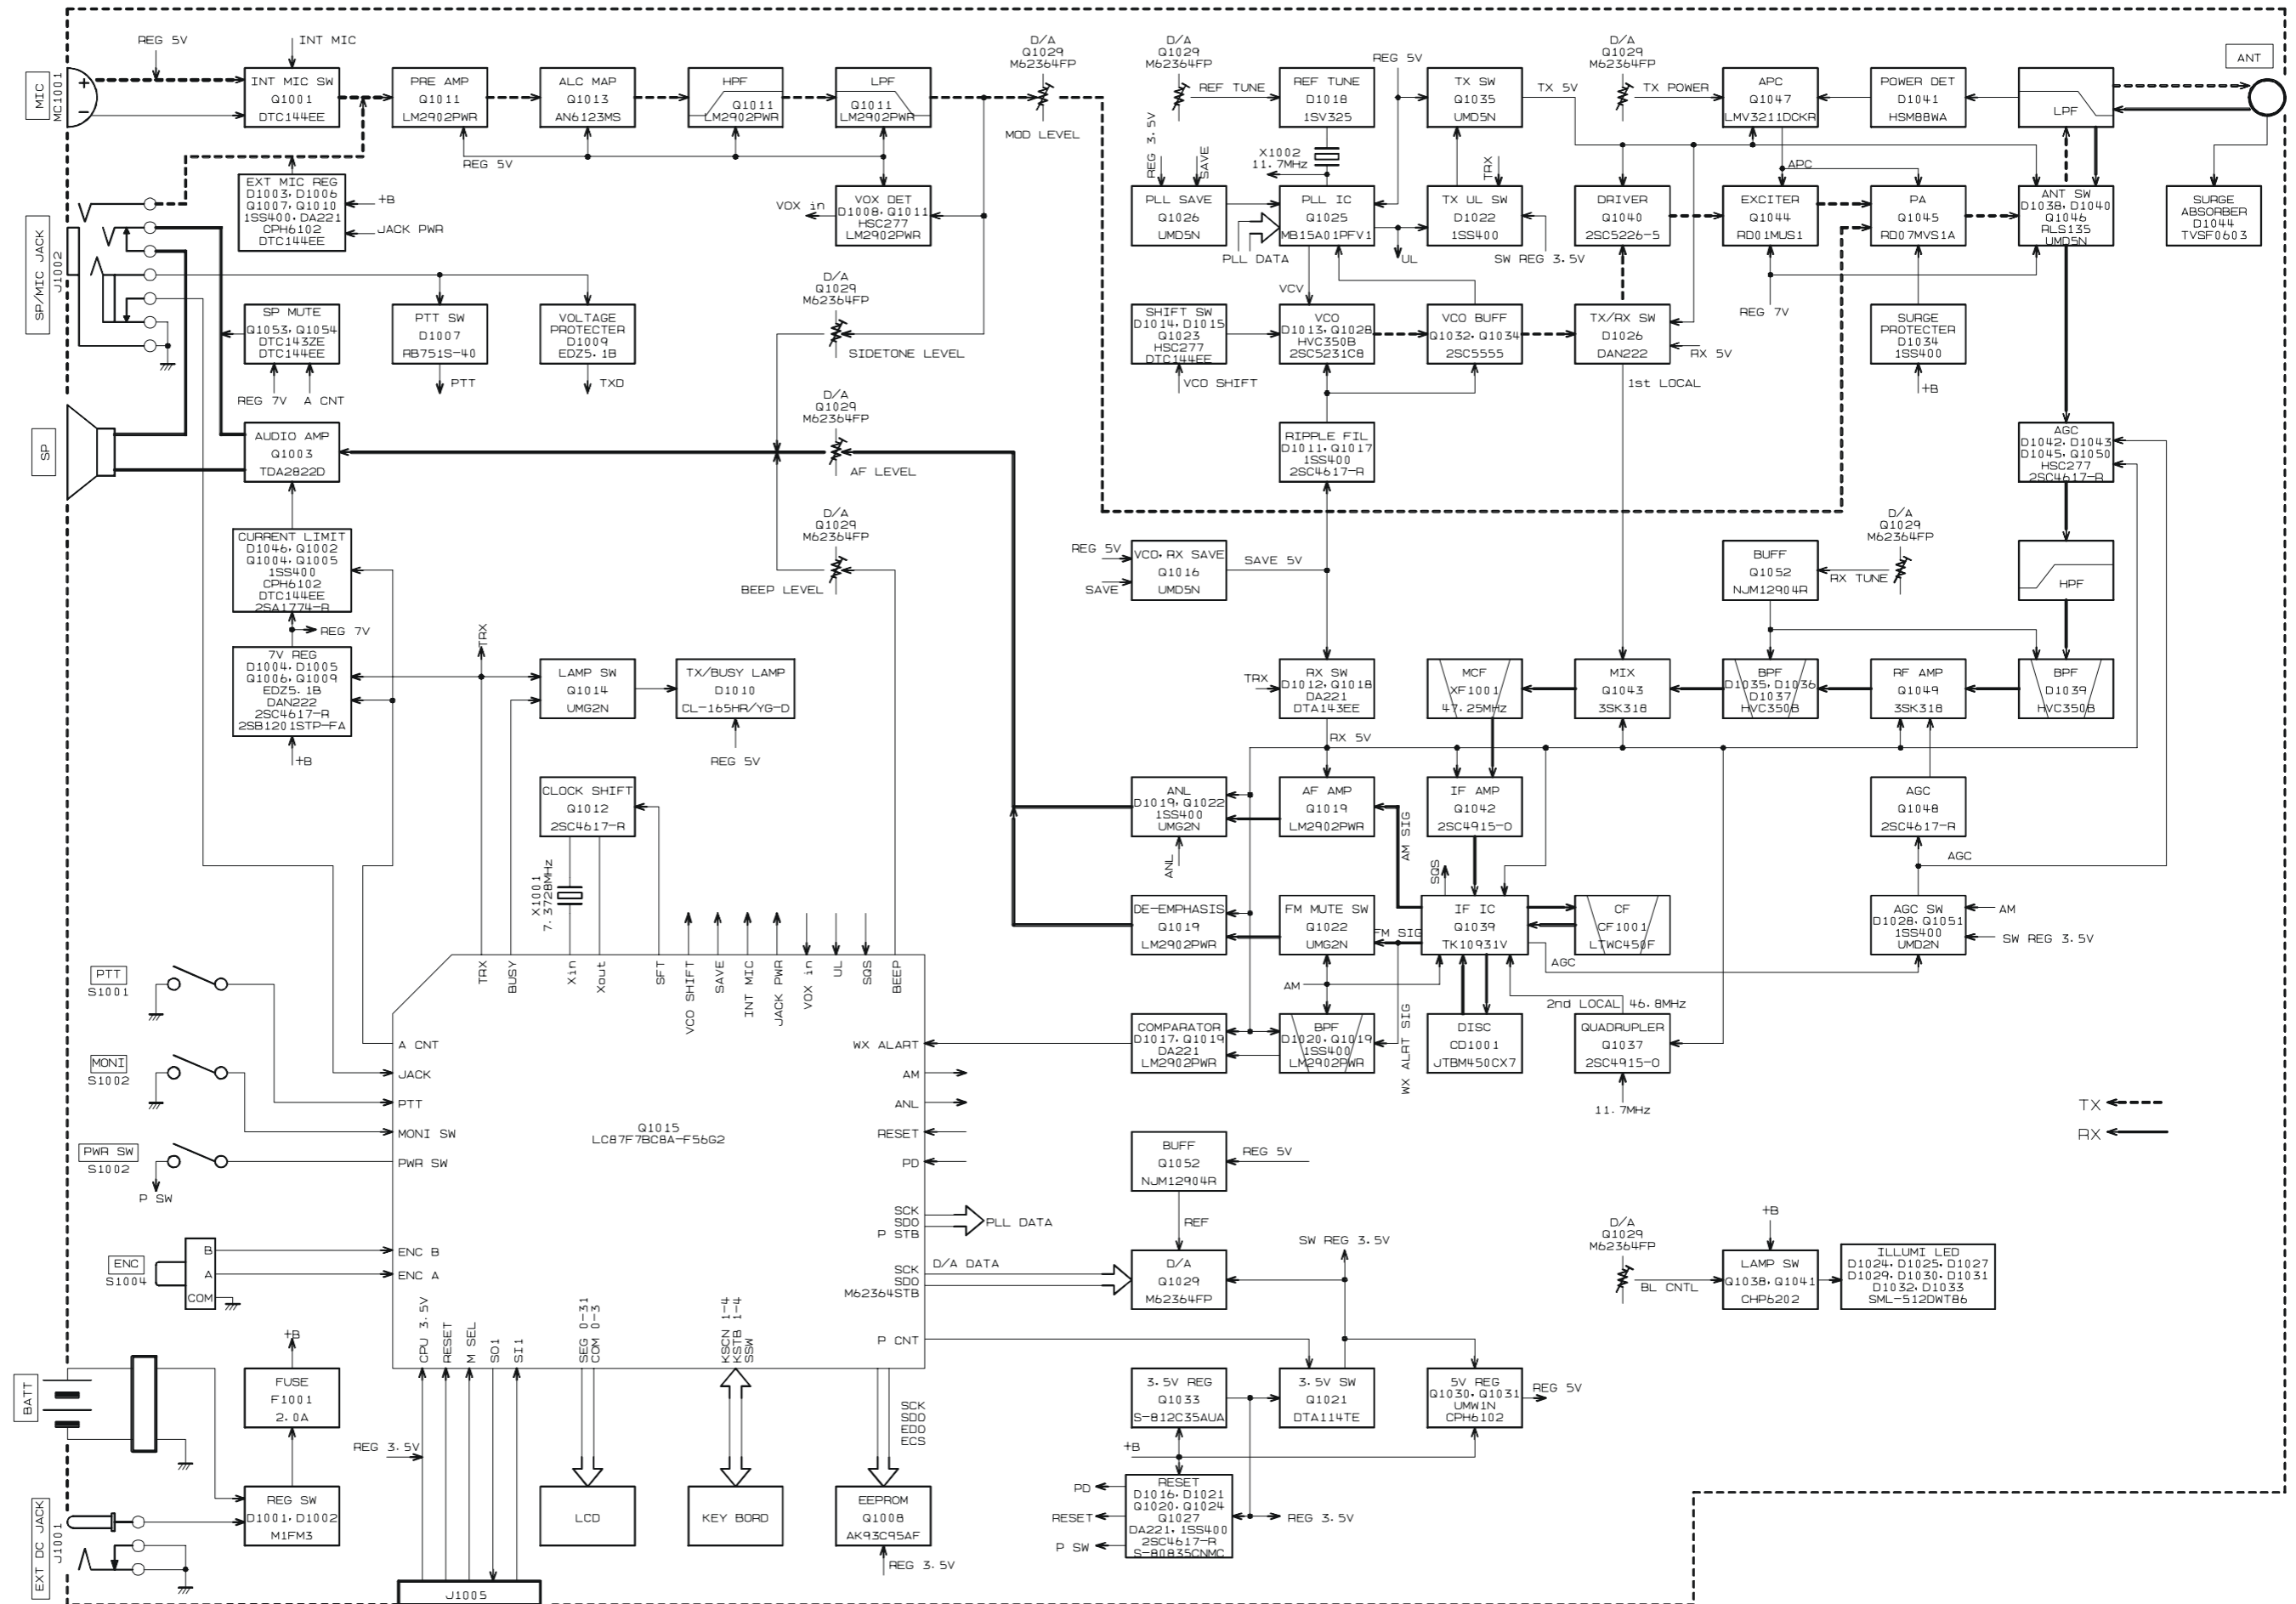 REG 5V
INT MIC
MIC
MC1001
+
−
INT MIC SW
Q1001
DTC144EE
PRE AMP
Q1011
LM2902PWR
ALC MAP
Q1013
AN6123MS
HPF
Q1011
LM2902PWR
LPF
Q1011
LM2902PWR
D/A
Q1029
M62364FP
MOD LEVEL
D/A
Q1029
M62364FP
REF TUNE
REF TUNE
D1018
1SV325
REG 5V
TX SW
Q1035
UMD5N
TX 5V
D/A
Q1029
M62364FP
TX POWER
APC
Q1047
LMV3211DCKR
POWER DET
D1041
HSM88WA
LPF
ANT
REG 5V
EXT MIC REG
D1003, D1006
Q1007, Q1010
1SS400, DA221
CPH6102
DTC144EE
+B
JACK PWR
VOX in
VOX DET
D1008, Q1011
HSC277
LM2902PWR
REG 3.5V
SAVE
X1002
11.7MHz
PLL SAVE
Q1026
UMD5N
PLL DATA
PLL IC
Q1025
MB15A01PFV1
UL
TRX
TX UL SW
D1022
1SS400
SW REG 3.5V
DRIVER
Q1040
2SC5226-5
APC
EXCITER
Q1044
RD01MUS1
PA
Q1045
RD07MVS1A
ANT SW
D1038, D1040
Q1046
RLS135
UMD5N
SURGE
ABSORBER
D1044
TVSF0603
SP/MIC JACK
J1002
SP MUTE
Q1053, Q1054
DTC143ZE
DTC144EE
REG 7V
A CNT
PTT SW
D1007
RB751S-40
PTT
VOLTAGE
PROTECTER
D1009
EDZ5.1B
TXD
D/A
Q1029
M62364FP
SIDETONE LEVEL
SHIFT SW
D1014, D1015
Q1023
HSC277
DTC144EE
VCO SHIFT
VCV
VCO
D1013, Q1028
HVC350B
2SC5231C8
VCO BUFF
Q1032, Q1034
2SC5555
TX/RX SW
D1026
DAN222
RX 5V
1st LOCAL
REG 7V
SURGE
PROTECTER
D1034
1SS400
+B
SP
AUDIO AMP
Q1003
TDA2822D
D/A
Q1029
M62364FP
AF LEVEL
RIPPLE FIL
D1011, Q1017
1SS400
2SC4617-R
AGC
D1042, D1043
D1045, Q1050
HSC277
2SC4617-R
CURRENT LIMIT
D1046, Q1002
Q1004, Q1005
1SS400
CPH6102
DTC144EE
2SA1774-R
REG 7V
D/A
Q1029
M62364FP
BEEP LEVEL
REG 5V
SAVE
VCO, RX SAVE
Q1016
UMD5N
SAVE 5V
BUFF
Q1052
NJM12904R
D/A
Q1029
M62364FP
RX TUNE
HPF
7V REG
D1004, D1005
Q1006, Q1009
EDZ5.1B
DAN222
2SC4617-R
2SB1201STP-FA
+B
TRX
LAMP SW
Q1014
UMG2N
TX/BUSY LAMP
D1010
CL-165HR/YG-D
REG 5V
TRX
RX SW
D1012, Q1018
DA221
DTA143EE
RX 5V
MCF
XF1001
47.25MHz
MIX
Q1043
3SK318
BPF
D1035, D1036
D1037
HVC350B
RF AMP
Q1049
3SK318
BPF
D1039
HVC350B
CLOCK SHIFT
Q1012
2SC4617-R
X1001
7.3728MHz
ANL
D1019, Q1022
1SS400
UMG2N
ANL
AF AMP
Q1019
LM2902PWR
AM SIG
IF AMP
Q1042
2SC4915-O
SQS
AGC
Q1048
2SC4617-R
AGC
DE-EMPHASIS
Q1019
LM2902PWR
FM MUTE SW
Q1022
UMG2N
FM SIG
IF IC
Q1039
TK10931V
CF
CF1001
LTWC450F
AGC
AGC SW
D1028, Q1051
1SS400
UMD2N
AM
SW REG 3.5V
AM
WX ALRT SIG
2nd LOCAL 46.8MHz
COMPARATOR
D1017, Q1019
DA221
LM2902PWR
BPF
D1020, Q1019
1SS400
LM2902PWR
DISC
CD1001
JTBM450CX7
QUADRUPLER
Q1037
2SC4915-O
11.7MHz
TX
RX
PTT
S1001
MONI
S1002
PWR SW
S1002
P SW
ENC
S1004
B
A
COM
TRX
BUSY
Xin
Xout
SFT
VCO SHIFT
SAVE
INT MIC
JACK PWR
VOX in
UL
SQS
BEEP
A CNT
JACK
PTT
MONI SW
PWR SW
ENC B
ENC A
Q1015
LC87F7BC8A-F56G2
WX ALART
AM
ANL
RESET
PD
SCK
SDO
P STB
PLL DATA
SCK
SDO
M62364STB
D/A DATA
P CNT
CPU 3.5V
RESET
M SEL
SO1
SI1
SEG 0-31
COM 0-3
KSCN 1-4
KSTB 1-4
SSW
BUFF
Q1052
NJM12904R
REG 5V
REF
D/A
Q1029
M62364FP
SW REG 3.5V
D/A
Q1029
M62364FP
BL CNTL
+B
LAMP SW
Q1038, Q1041
CHP6202
ILLUMI LED
D1024, D1025, D1027
D1029, D1030, D1031
D1032, D1033
SML-512DWT86
BATT
+B
FUSE
F1001
2.0A
REG SW
D1001, D1002
M1FM3
EXT DC JACK
J1001
REG 3.5V
J1005
LCD
KEY BORD
SCK
SDO
EDO
ECS
EEPROM
Q1008
AK93C95AF
REG 3.5V
3.5V REG
Q1033
S-812C35AUA
3.5V SW
Q1021
DTA114TE
5V REG
Q1030, Q1031
UMW1N
CPH6102
REG 5V
+B
PD
RESET
P SW
RESET
D1016, D1021
Q1020, Q1024
Q1027
DA221, 1SS400
2SC4617-R
S-80835CNMC
REG 3.5V